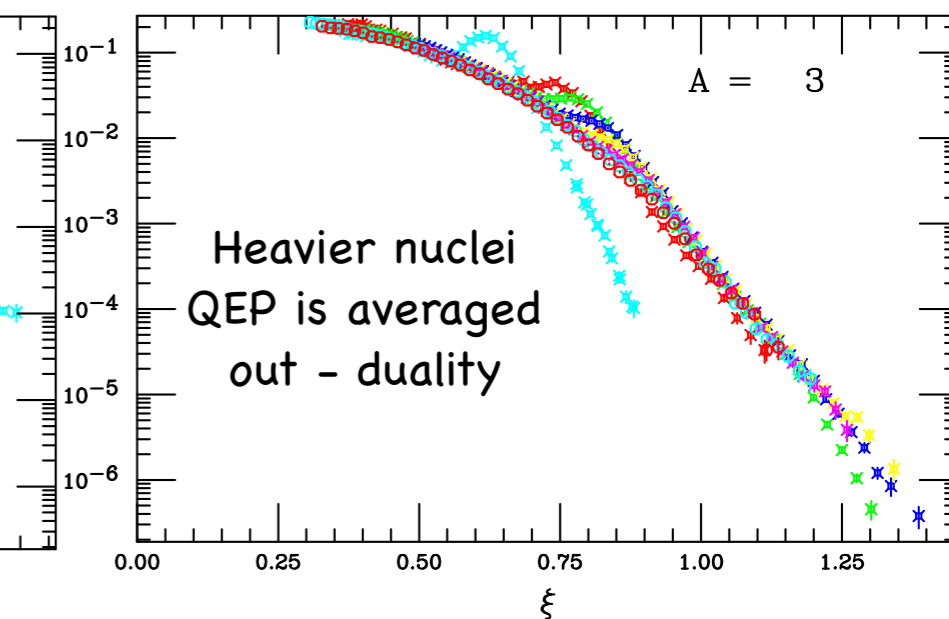 10⁻¹
A = 3
10⁻²
10⁻³
Heavier nuclei
QEP is averaged
out - duality
10⁻⁴
10⁻⁵
10⁻⁶
0.00 0.25 0.50 0.75 1.00 1.25
ξ